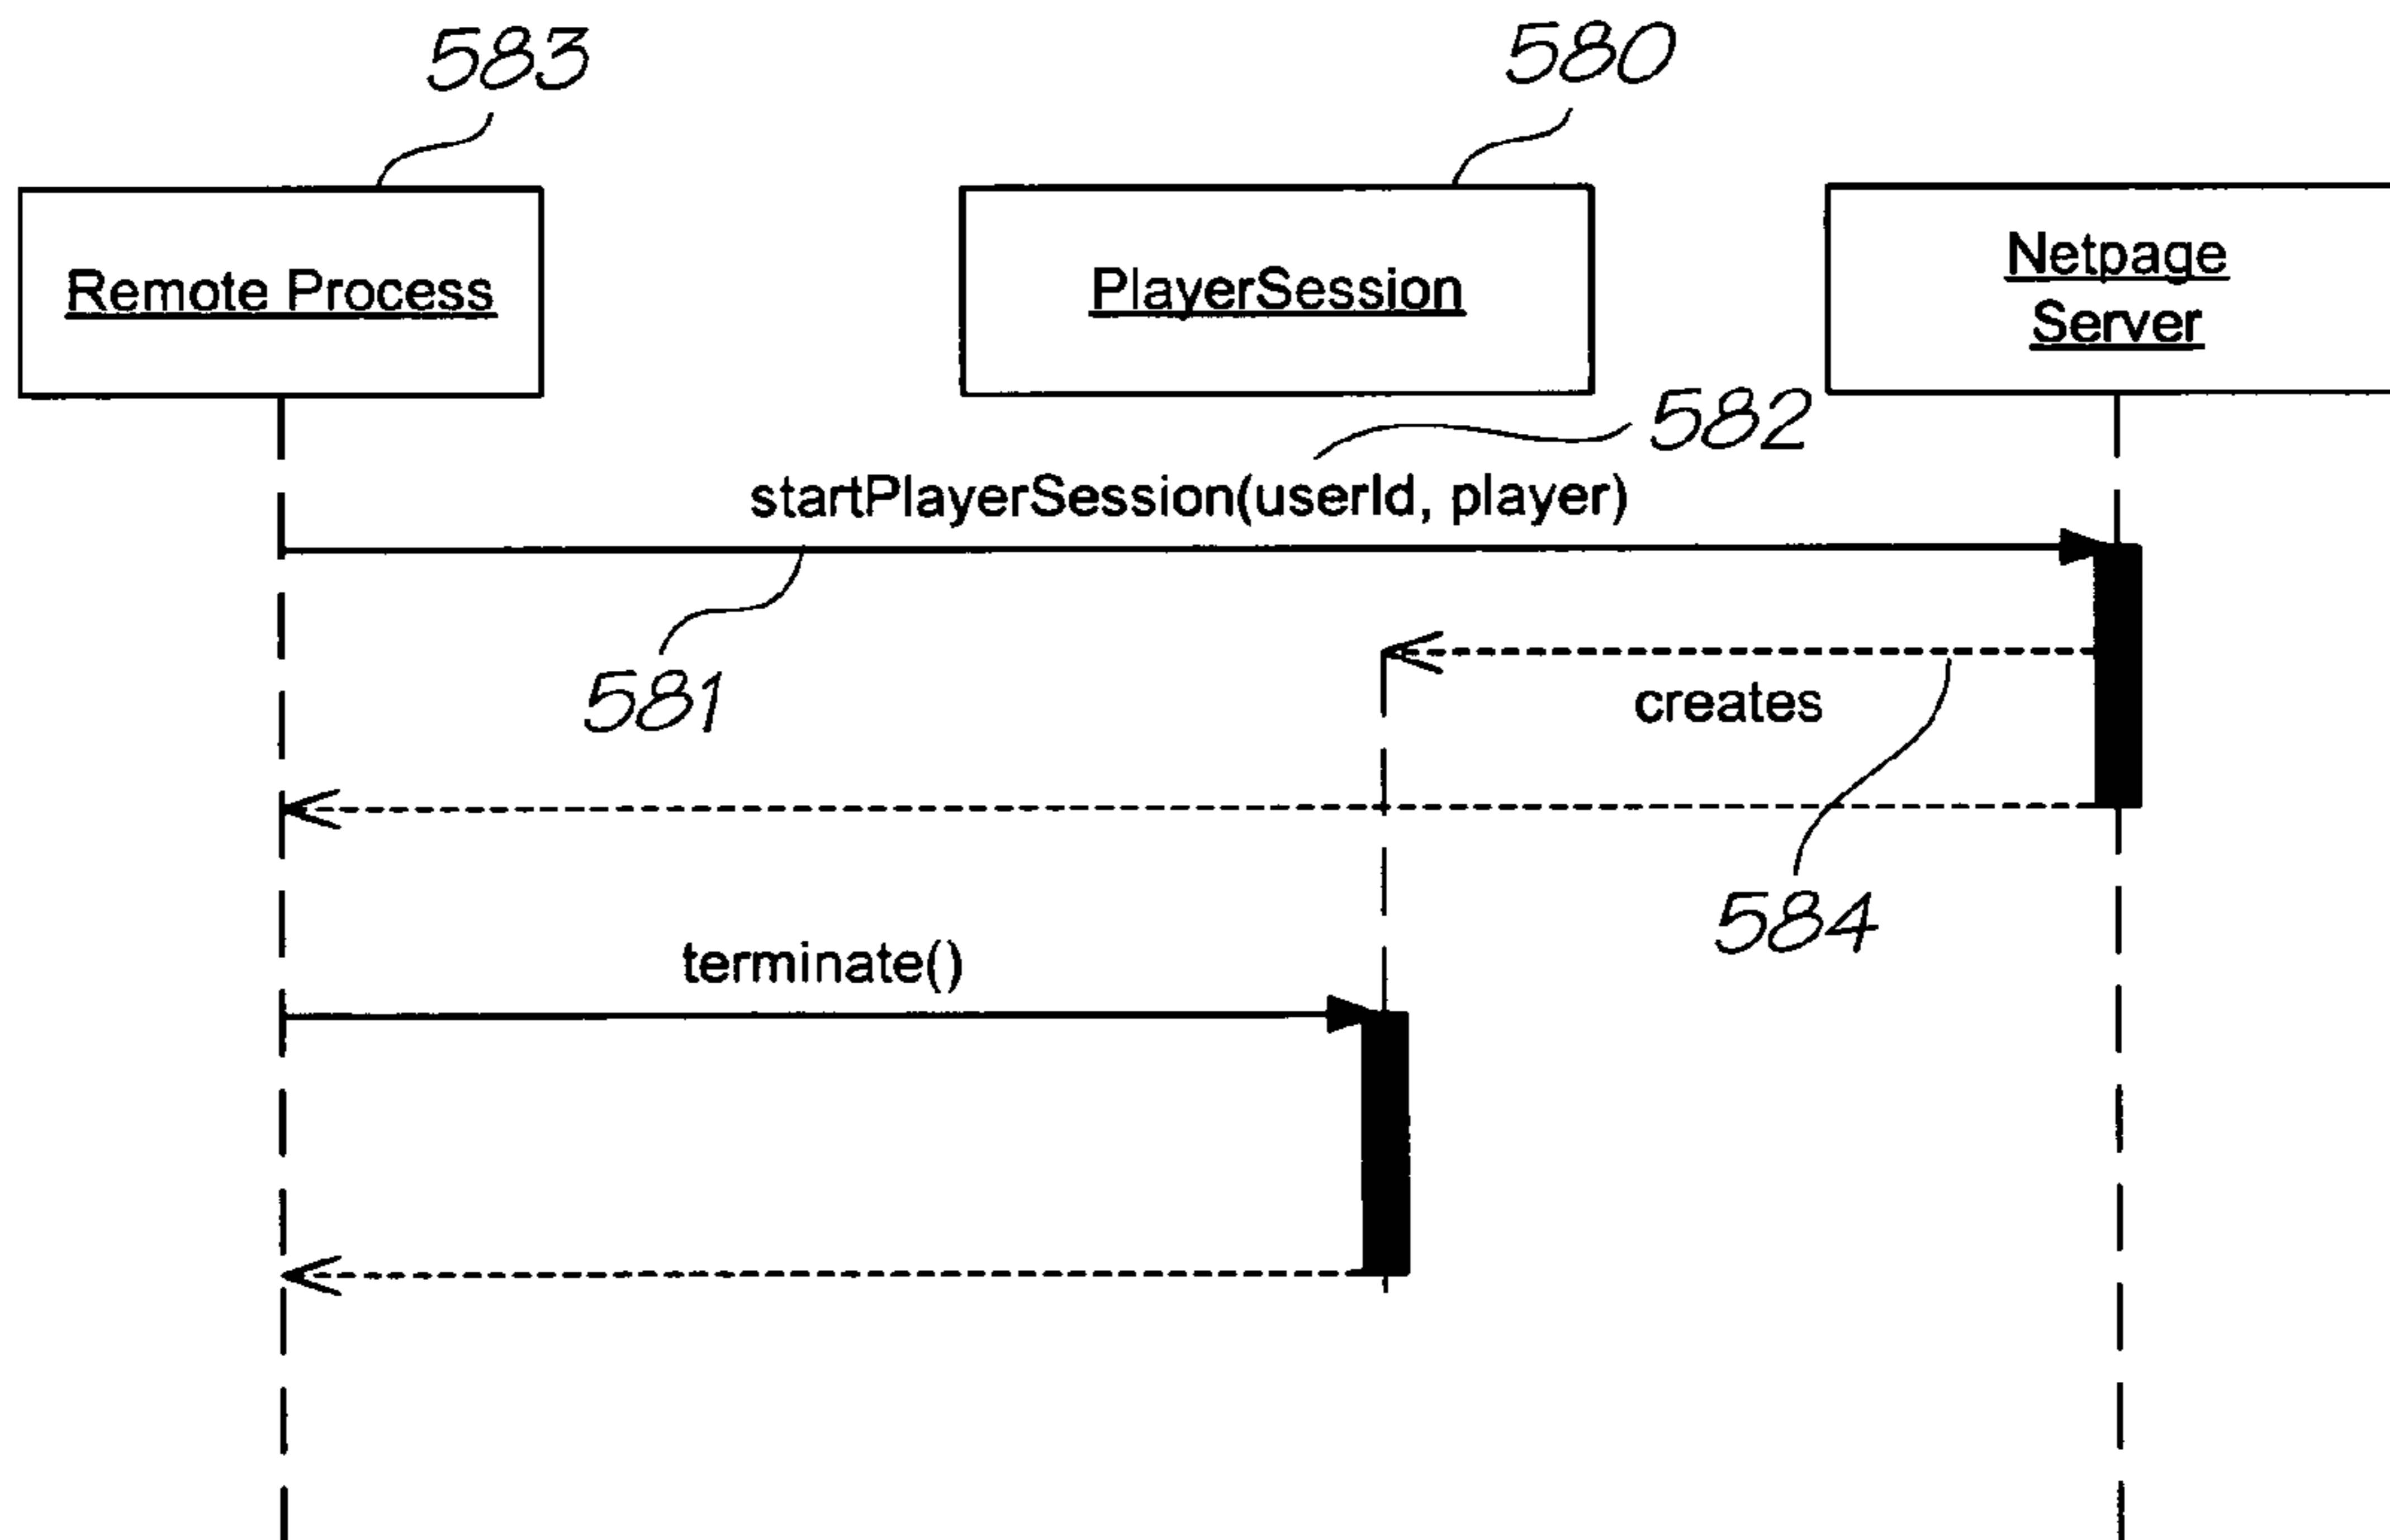 583
580
Remote Process
PlayerSession
Netpage
Server
582
startPlayerSession(userId, player)
581
creates
584
terminate()